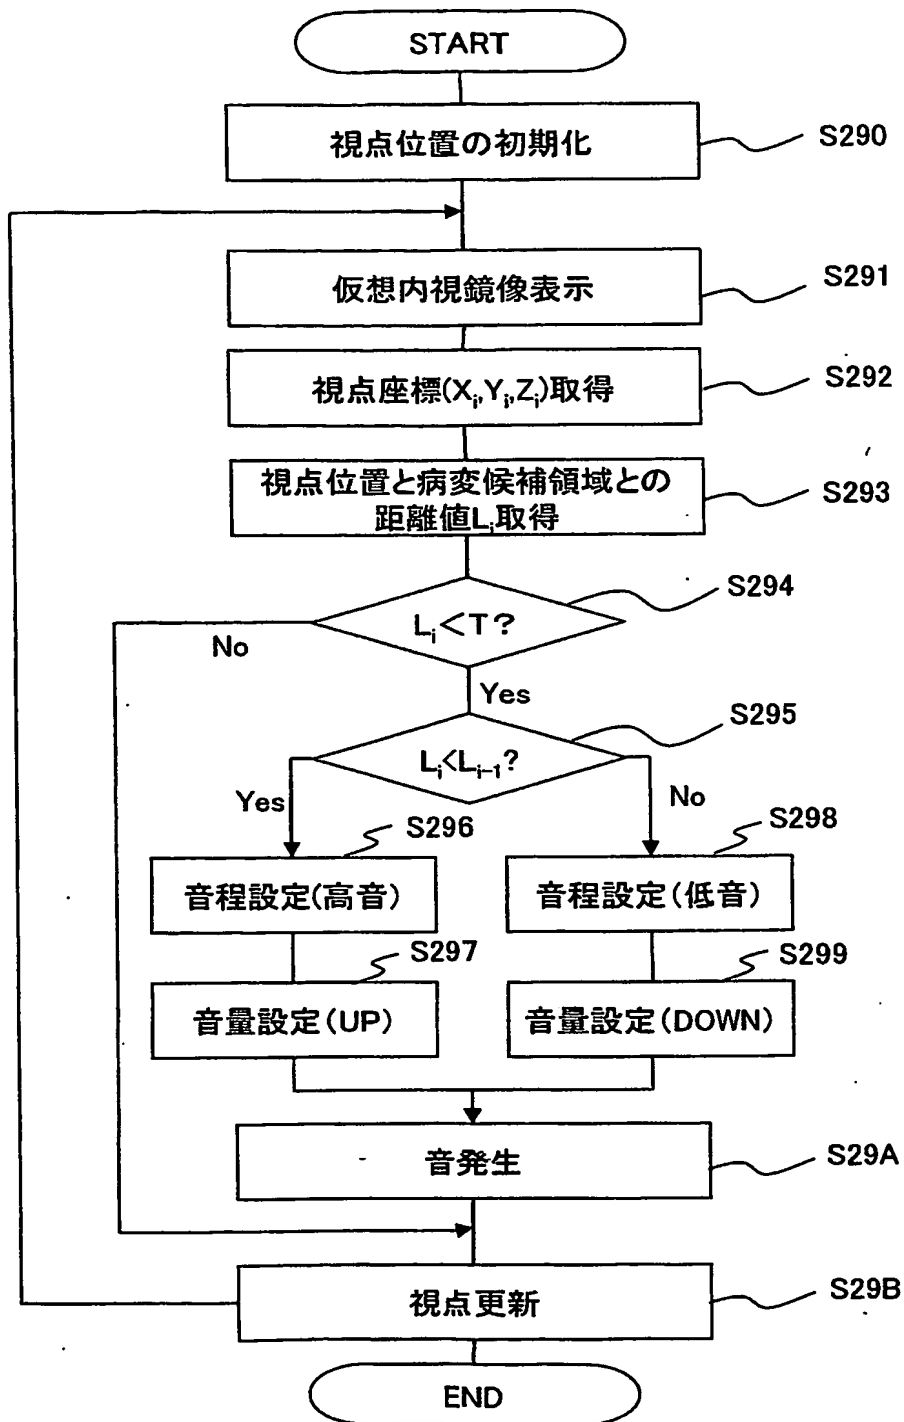 START
視点位置の初期化
S290
仮想内視鏡像表示
S291
視点座標(Xi,Yi,Zi)取得
S292
視点位置と病変候補領域との
距離値Li取得
S293
Li<T?
S294
No
Yes
Li<Li-1?
S295
Yes
No
音程設定(高音)
S296
音程設定(低音)
S298
音量設定(UP)
S297
音量設定(DOWN)
S299
音発生
S29A
視点更新
S29B
END